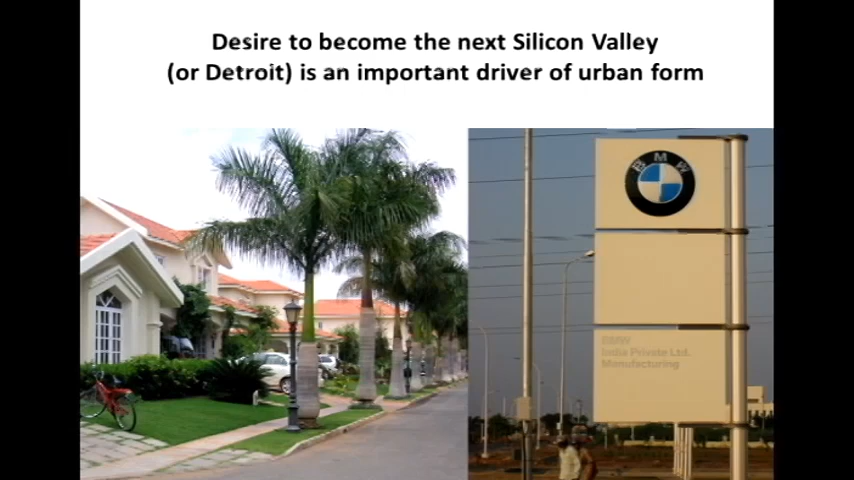 Desire to become the next Silicon Valley
(or Detroit) is an important driver of urban form
BMW
BMW
India Private Ltd.
Manufacturing